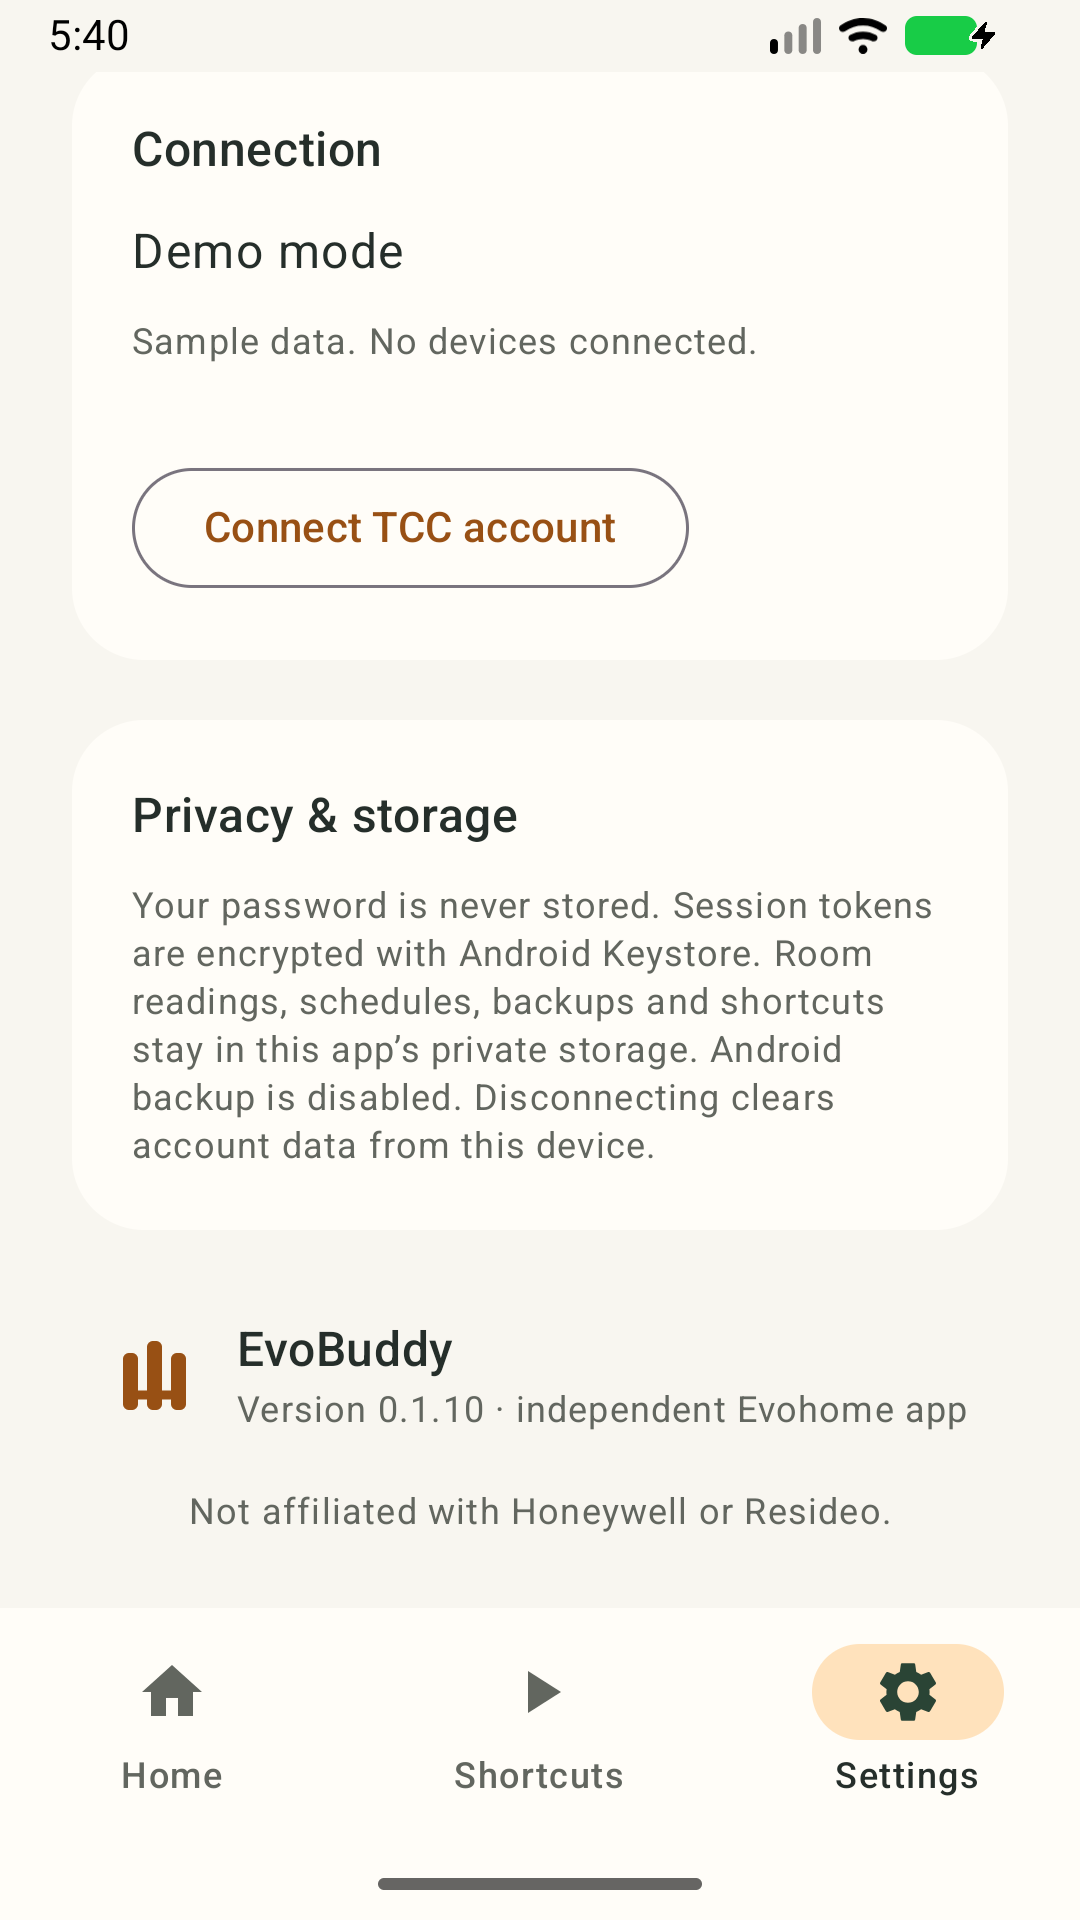 5:40
Connection
Demo mode
Sample data. No devices connected.
Connect TCC account
Privacy & storage
Your password is never stored. Session tokens
are encrypted with Android Keystore. Room
readings, schedules, backups and shortcuts
stay in this app’s private storage. Android
backup is disabled. Disconnecting clears
account data from this device.
EvoBuddy
Version 0.1.10 · independent Evohome app
Not affiliated with Honeywell or Resideo.
Home
Shortcuts
Settings